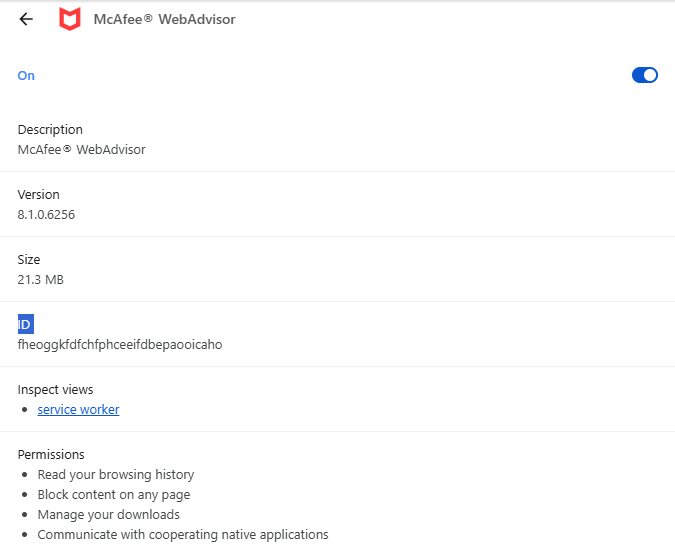 McAfee® WebAdvisor
On
Description
McAfee® WebAdvisor
Version
8.1.0.6256
Size
21.3 MB
ID
fheoggkfdfchfphceeifdbepaooicaho
Inspect views
service worker
Permissions
Read your browsing history
Block content on any page
Manage your downloads
Communicate with cooperating native applications